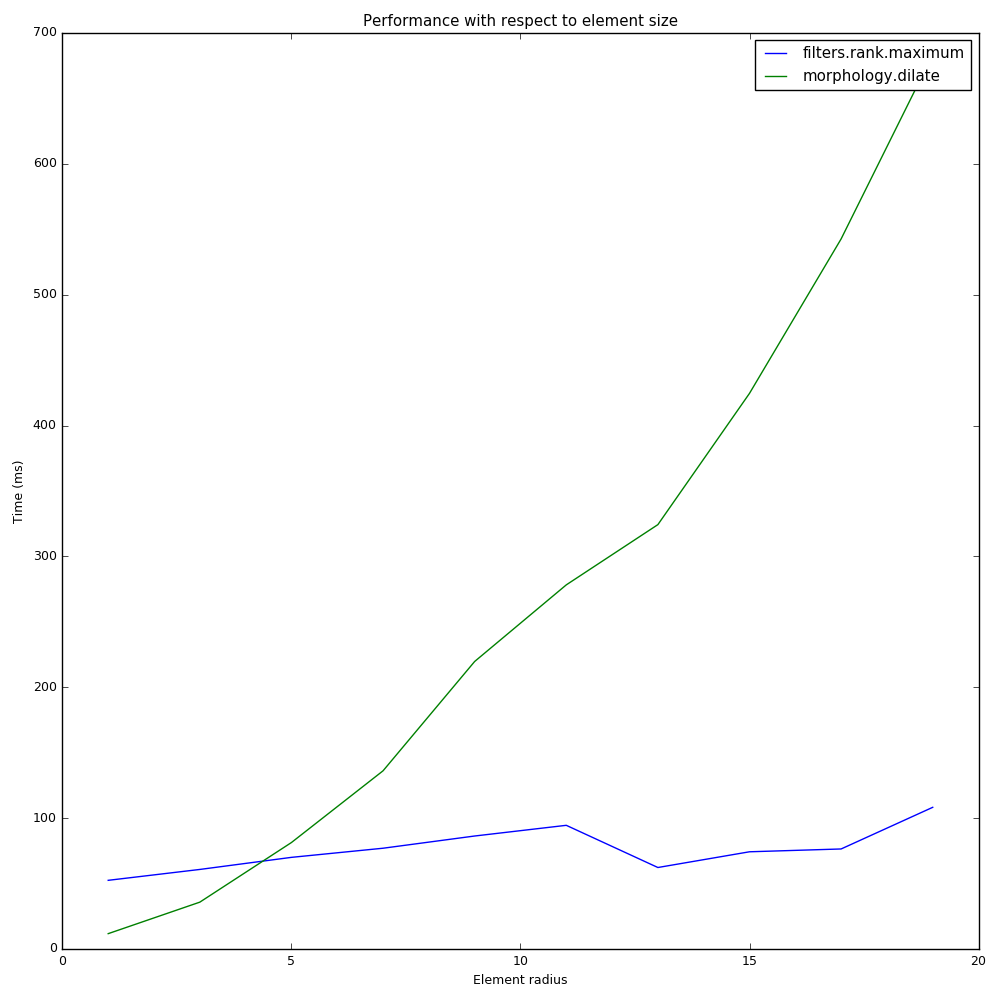 Performance with respect to element size
700
600
500
400
300
200
100
0
Time (ms)
filters.rank.maximum
morphology.dilate
0 5 10 15 20
Element radius